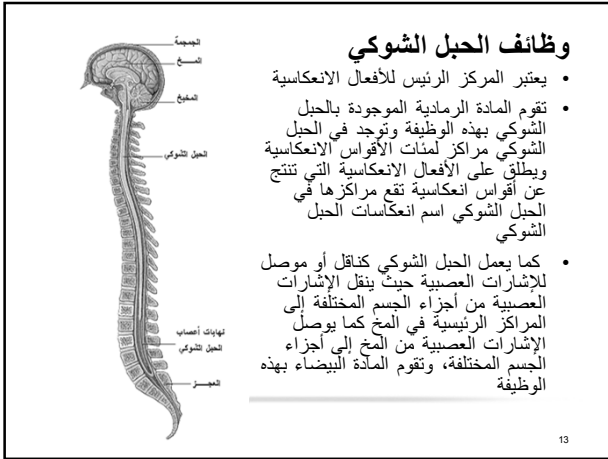 وظائف الحبل الشوكي
• يعتبر المركز الرئيس للأفعال الانعكاسية
• تقوم المادة الرمادية الموجودة بالحبل
الشوكي بهذه الوظيفة وتوجد في الحبل
الشوكي مراكز لمئات الأقواس الانعكاسية
ويطلق على الأفعال الانعكاسية التي تنتج
عن أقواس انعكاسية تقع مراكزها في
الحبل الشوكي اسم انعكاسات الحبل
الشوكي
• كما يعمل الحبل الشوكي كناقل أو موصل
للإشارات العصبية حيث ينقل الإشارات
العصبية من أجزاء الجسم المختلفة إلى
المراكز الرئيسية في المخ كما يوصل
الإشارات العصبية من المخ إلى أجزاء
الجسم المختلفة، وتقوم المادة البيضاء بهذه
الوظيفة
الجمجمة
المــخ
المخيخ
الحبل الشوكي
نهايات أعصاب
الحبل الشوكي
العجــز
13